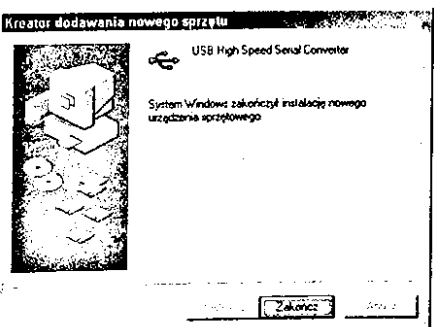 Kreator dodawania nowego sprzętu
USB High Speed Serial Converter
System Windows zakończył instalację nowego
urządzenia sprzętowego
Zakończ